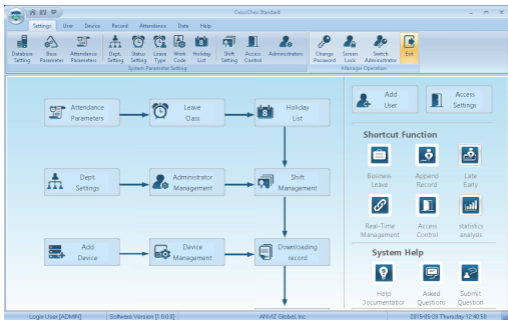 CrossChex Standard
Settings User Device Record Attendance Data Help
Database Setting
Base Parameter
Attendance Parameters
Dept. Setting
Status Setting
Leave Type
Work Code
Holiday List
Shift Setting
Access Control
Administrators
Change Password
Screen Lock
Switch Administrator
Exit
System Parameter Setting
Manager Operation
Attendance Parameters
Leave Class
Holiday List
Add User
Access Settings
Shortcut Function
Business Leave
Append Record
Late Early
Dept. Settings
Administrator Management
Shift Management
Real-Time Management
Access Control
statistics analysis
Add Device
Device Management
Downloading record
System Help
Help Documentation
Asked Questions
Submit Question
Login User [ADMIN] Software Version [1.0.0.0] ANVIZ Global, Inc